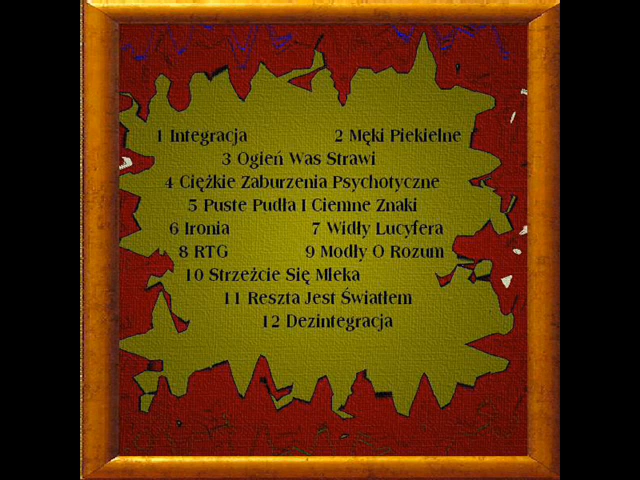 1 Integracja 2 Męki Piekielne
3 Ogień Was Strawi
4 Ciężkie Zaburzenia Psychotyczne
5 Puste Pudła I Ciemne Znaki
6 Ironia 7 Widły Lucyfera
8 RTG 9 Modły O Rozum
10 Strzeżcie Się Mleka
11 Reszta Jest Światłem
12 Dezintegracja